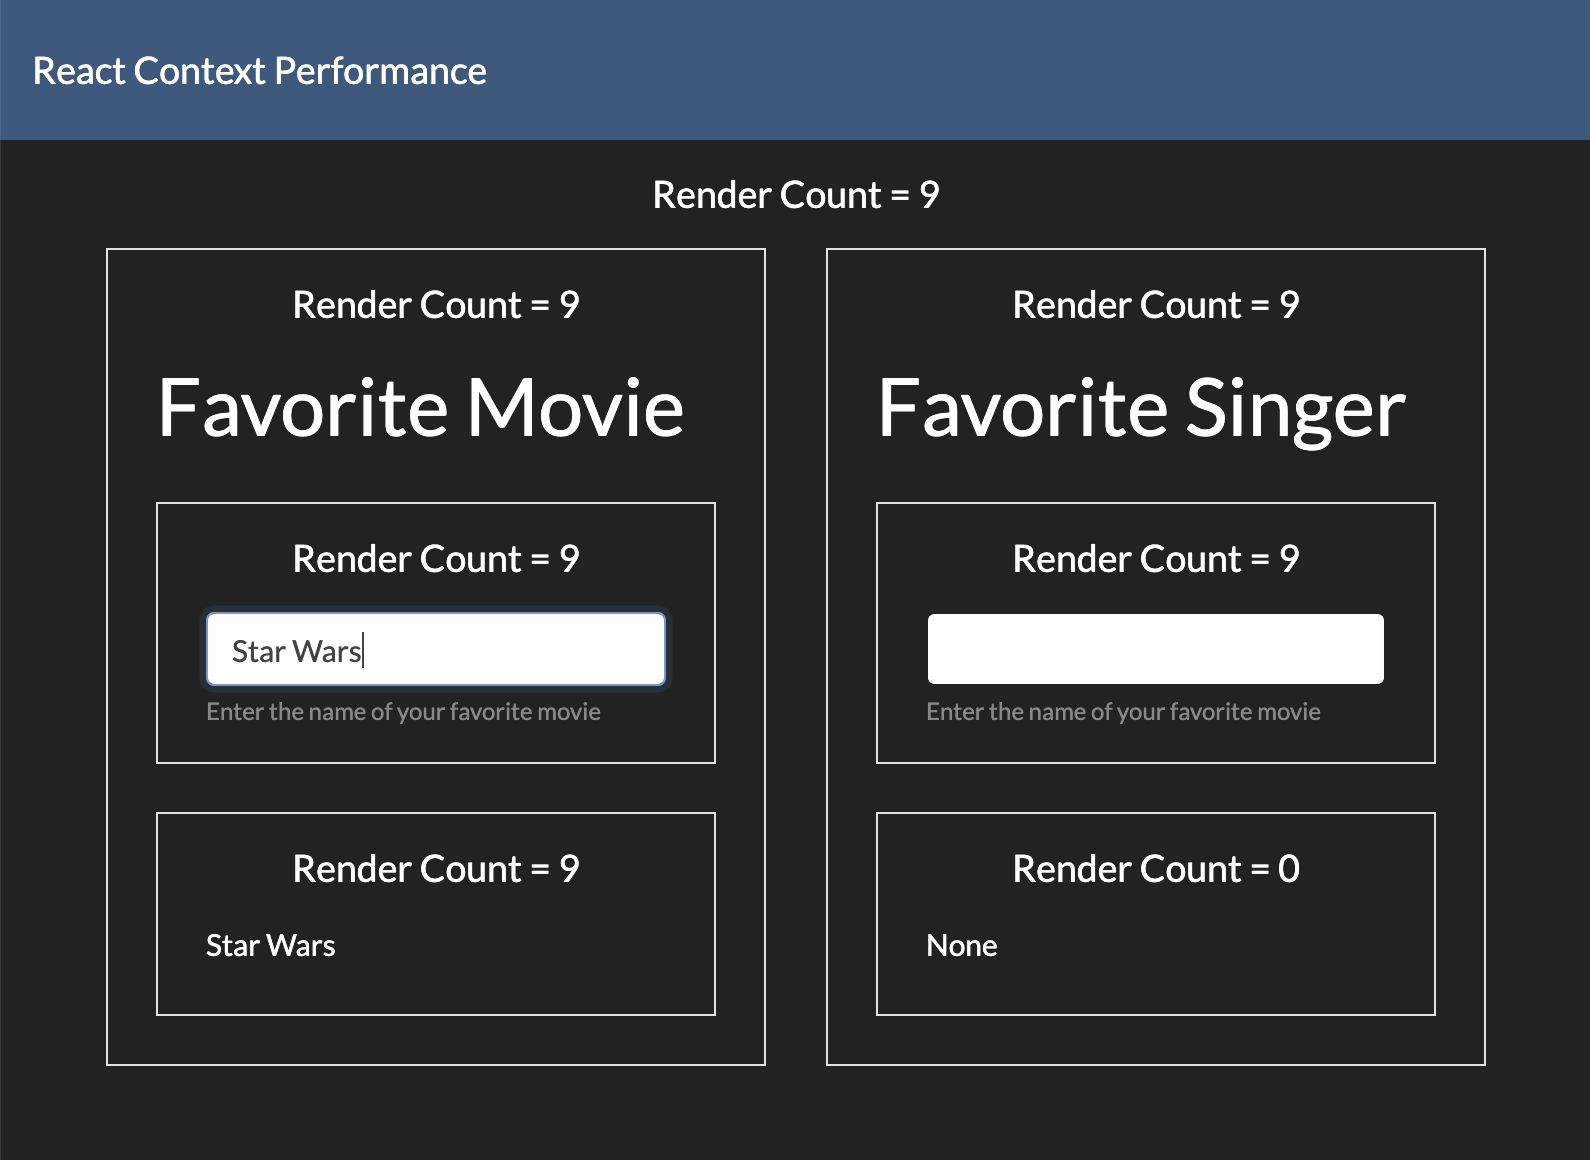 React Context Performance
Render Count = 9
Render Count = 9
Favorite Movie
Render Count = 9
Star Wars
Enter the name of your favorite movie
Render Count = 9
Star Wars
Render Count = 9
Favorite Singer
Render Count = 9
Enter the name of your favorite movie
Render Count = 0
None